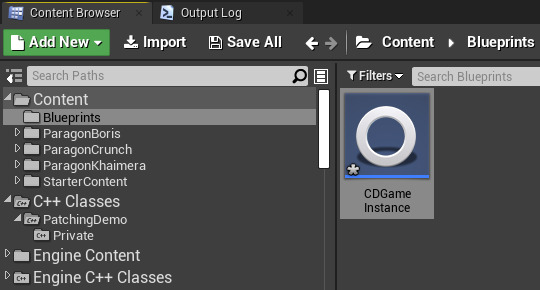 Content Browser
Output Log
Add New
Import
Save All
Content
Blueprints
Search Paths
Filters
Search Blueprints
Content
Blueprints
ParagonBoris
ParagonCrunch
ParagonKhaimera
StarterContent
C++ Classes
PatchingDemo
Private
Engine Content
Engine C++ Classes
CDGame
Instance